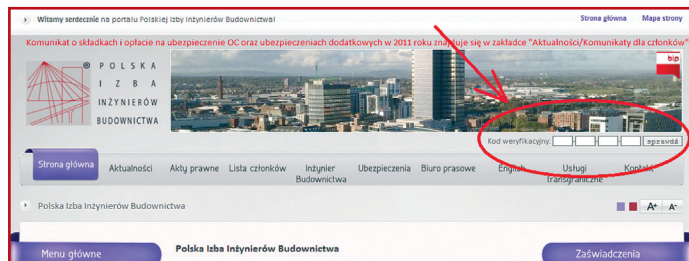 Witamy serdecznie na portalu Polskiej Izby Inżynierów Budownictwa!
Strona główna Mapa strony
Komunikat o składkach i opłacie na ubezpieczenie OC oraz ubezpieczeniach dodatkowych w 2011 roku znajduje się w zakładce "Aktualności/Komunikaty dla członków"
bip
® POLSKA
IZBA
INŻYNIERÓW
BUDOWNICTWA
Kod weryfikacyjny: - - - sprawdź
Strona główna Aktualności Akty prawne Lista członków Inżynier Budownictwa Ubezpieczenia Biuro prasowe English Usługi transgraniczne Kontakt
Polska Izba Inżynierów Budownictwa
A+ A-
Menu główne
Polska Izba Inżynierów Budownictwa
Zaświadczenia